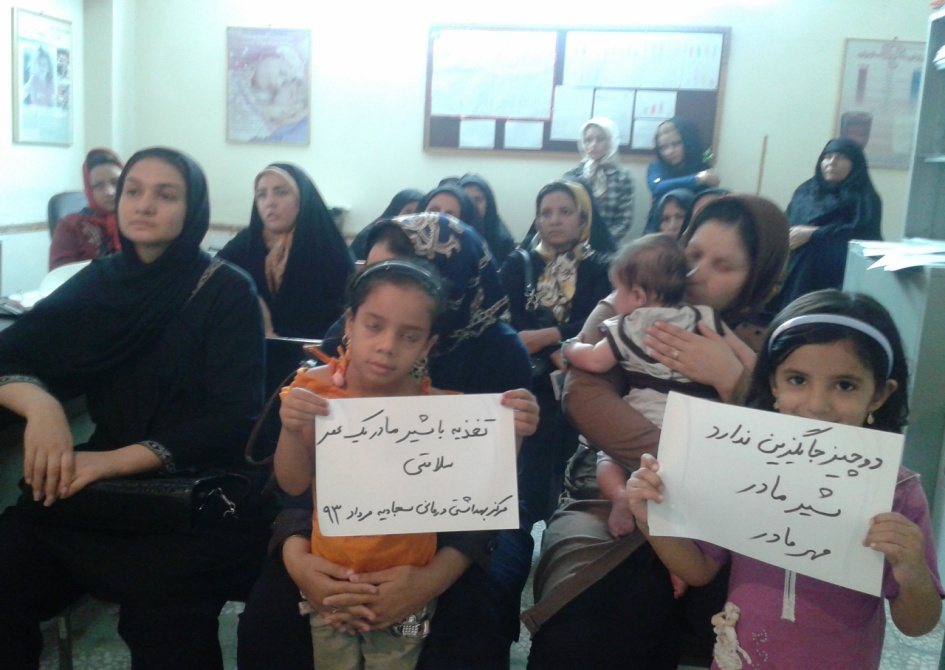 تغذیه با شیر مادر یک عمر
سلامتی
مرکز بهداشتی درمانی سجادیه مرداد ۹۳
دو چیز جایگزین ندارد
شیر مادر
مهر مادر